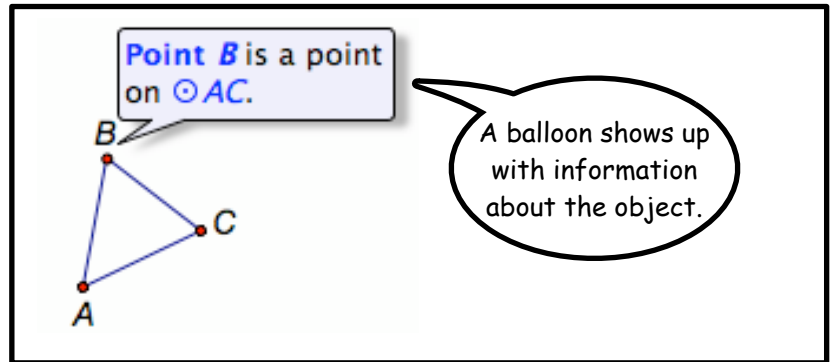 Point B is a point
on ⊙AC.
A balloon shows up
with information
about the object.
B
C
A